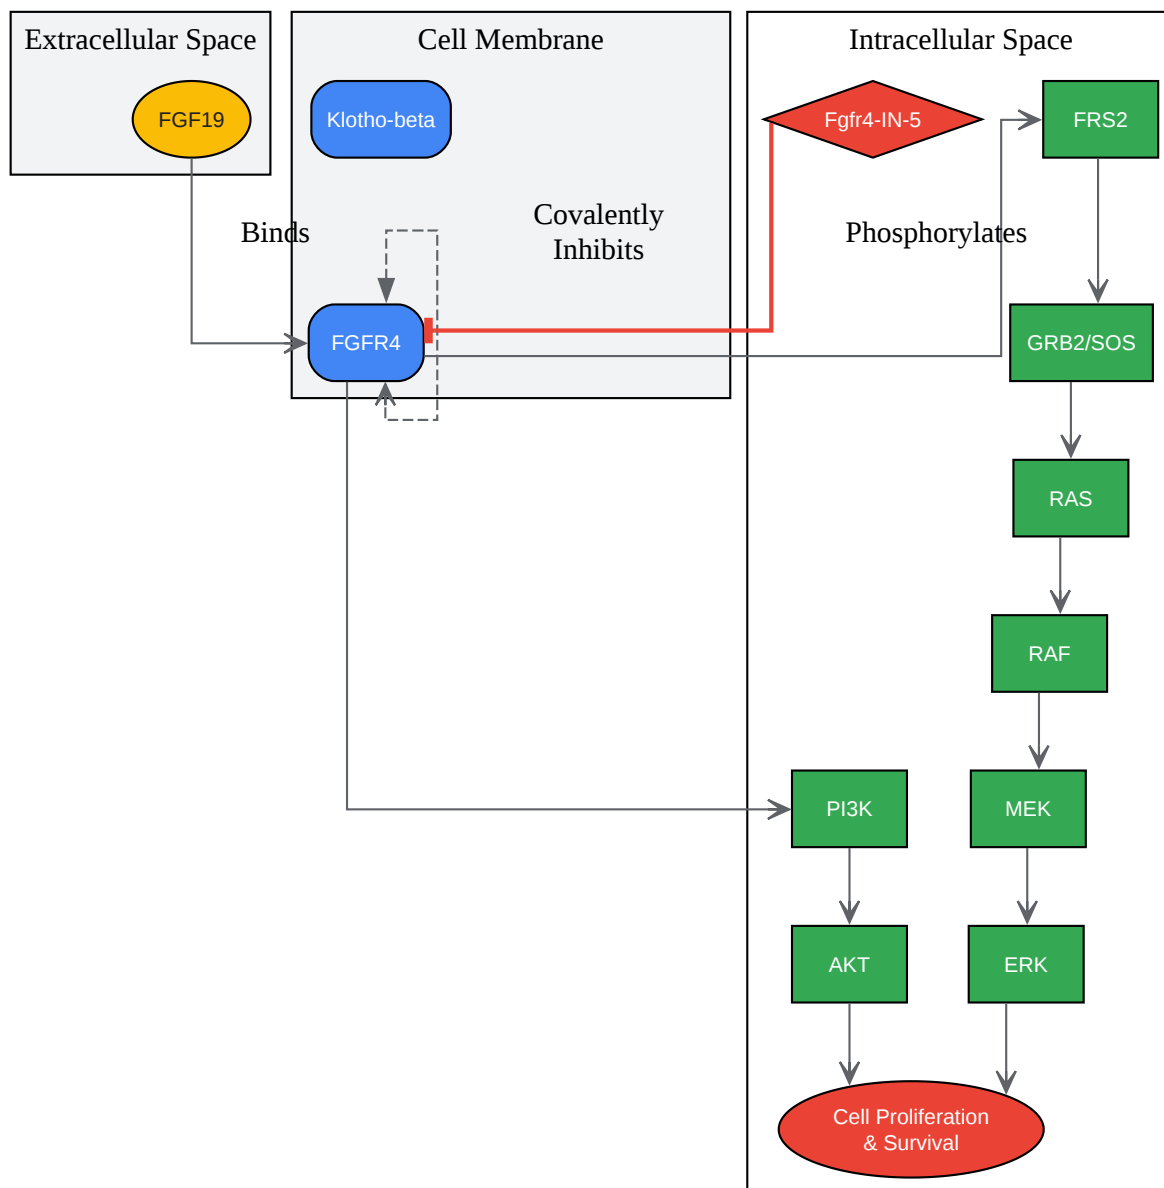 Extracellular Space
Cell Membrane
Intracellular Space
FGF19
Klotho-beta
Fgfr4-IN-5
FRS2
Binds
Covalently
Inhibits
Phosphorylates
FGFR4
GRB2/SOS
RAS
RAF
PI3K
MEK
AKT
ERK
Cell Proliferation
& Survival